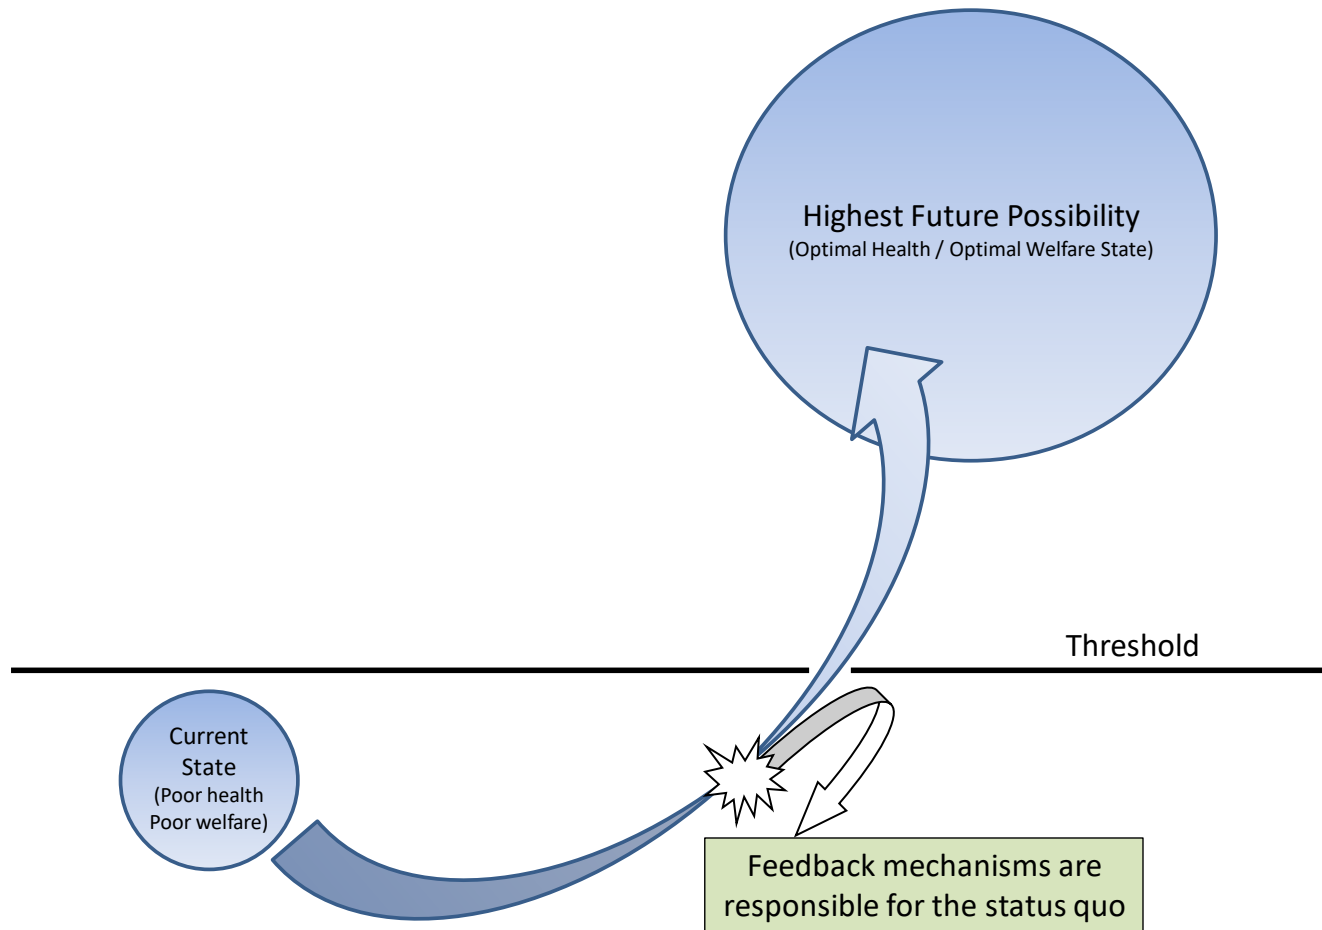 Highest Future Possibility
(Optimal Health / Optimal Welfare State)
Threshold
Current
State
(Poor health
Poor welfare)
Feedback mechanisms are
responsible for the status quo